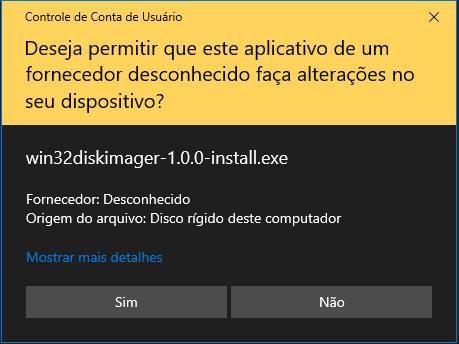 Controle de Conta de Usuário
Deseja permitir que este aplicativo de um
fornecedor desconhecido faça alterações no
seu dispositivo?
win32diskimager-1.0.0-install.exe
Fornecedor: Desconhecido
Origem do arquivo: Disco rígido deste computador
Mostrar mais detalhes
Sim
Não